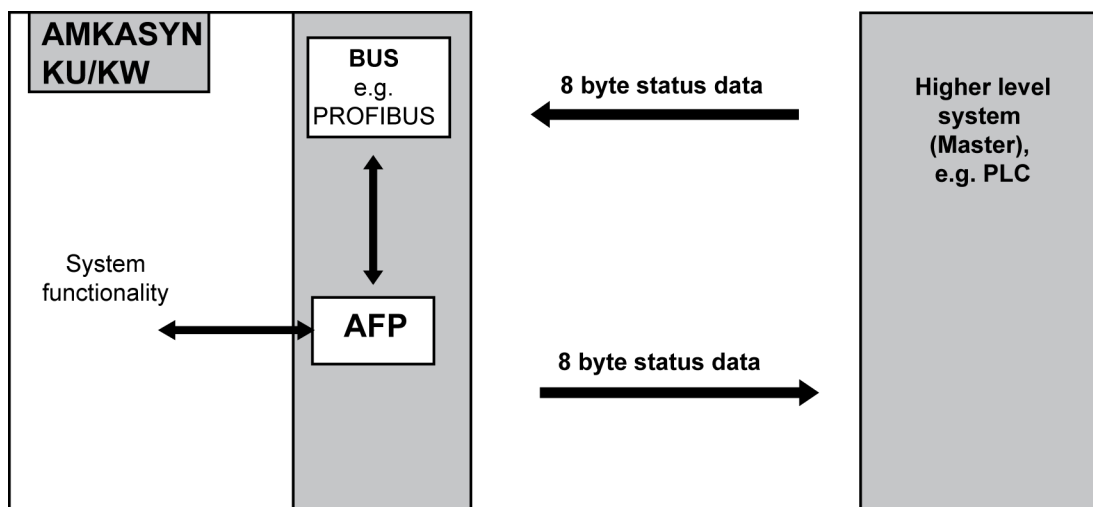 AMKASYN
KU/KW
BUS
e.g.
PROFIBUS
8 byte status data
Higher level
system
(Master),
e.g. PLC
System
functionality
AFP
8 byte status data